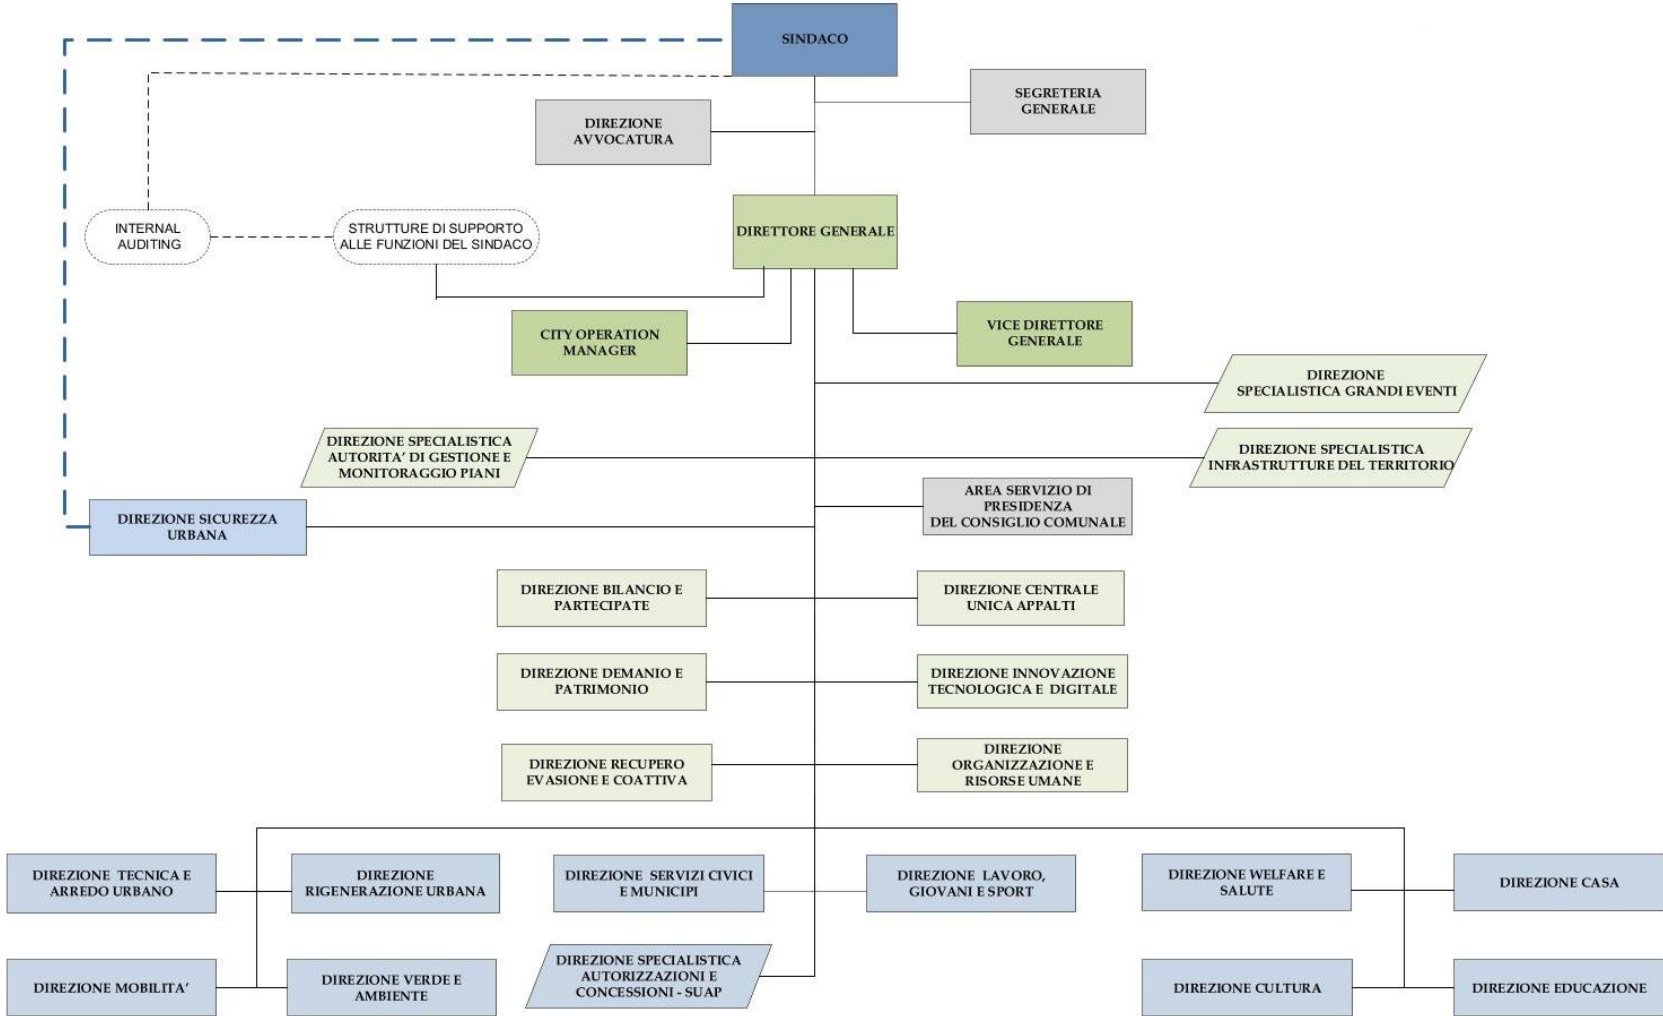 SINDACO
SEGRETERIA
GENERALE
DIREZIONE
AVVOCATURA
INTERNAL
AUDITING
STRUTTURE DI SUPPORTO
ALLE FUNZIONI DEL SINDACO
DIRETTORE GENERALE
CITY OPERATION
MANAGER
VICE DIRETTORE
GENERALE
DIREZIONE
SPECIALISTICA GRANDI EVENTI
DIREZIONE SPECIALISTICA
AUTORITA' DI GESTIONE E
MONITORAGGIO PIANI
DIREZIONE SPECIALISTICA
INFRASTRUTTURE DEL TERRITORIO
AREA SERVIZIO DI
PRESIDENZA
DEL CONSIGLIO COMUNALE
DIREZIONE SICUREZZA
URBANA
DIREZIONE BILANCIO E
PARTECIPATE
DIREZIONE CENTRALE
UNICA APPALTI
DIREZIONE DEMANIO E
PATRIMONIO
DIREZIONE INNOVAZIONE
TECNOLOGICA E DIGITALE
DIREZIONE RECUPERO
EVASIONE E COATTIVA
DIREZIONE
ORGANIZZAZIONE E
RISORSE UMANE
DIREZIONE TECNICA E
ARREDO URBANO
DIREZIONE
RIGENERAZIONE URBANA
DIREZIONE SERVIZI CIVICI
E MUNICIPI
DIREZIONE LAVORO,
GIOVANI E SPORT
DIREZIONE WELFARE E
SALUTE
DIREZIONE CASA
DIREZIONE MOBILITA'
DIREZIONE VERDE E
AMBIENTE
DIREZIONE SPECIALISTICA
AUTORIZZAZIONI E
CONCESSIONI - SUAP
DIREZIONE CULTURA
DIREZIONE EDUCAZIONE